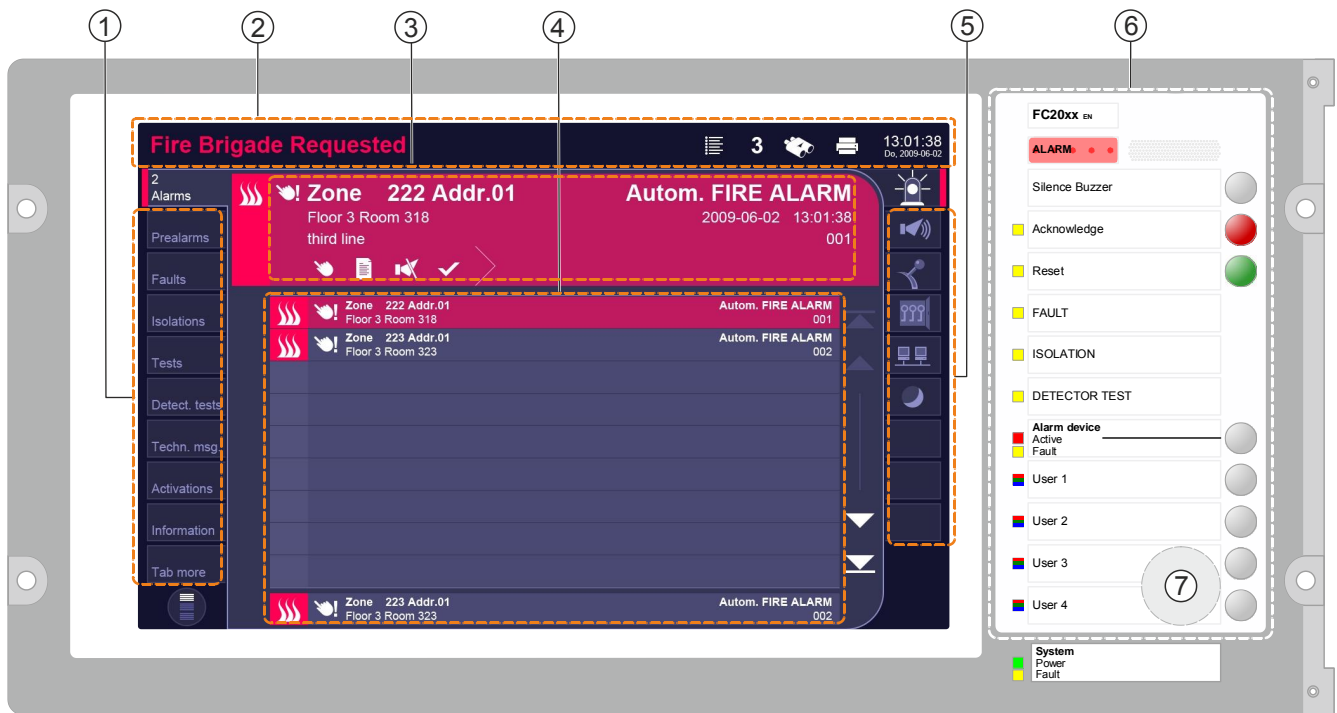 1 2 3 4 5 6
Fire Brigade Requested 3 13:01:38
Do, 2009-06-02
2
Alarms
Prealarms
Faults
Isolations
Tests
Detect. tests
Techn. msg.
Activations
Information
Tab more
! Zone 222 Addr.01 Autom. FIRE ALARM
Floor 3 Room 318 2009-06-02 13:01:38
third line 001
! Zone 222 Addr.01 Autom. FIRE ALARM
Floor 3 Room 318 001
! Zone 223 Addr.01 Autom. FIRE ALARM
Floor 3 Room 323 002
! Zone 223 Addr.01 Autom. FIRE ALARM
Floor 3 Room 323 002
FC20xx EN
ALARM
Silence Buzzer
Acknowledge
Reset
FAULT
ISOLATION
DETECTOR TEST
Alarm device
Active
Fault
User 1
User 2
User 3
7
User 4
System
Power
Fault